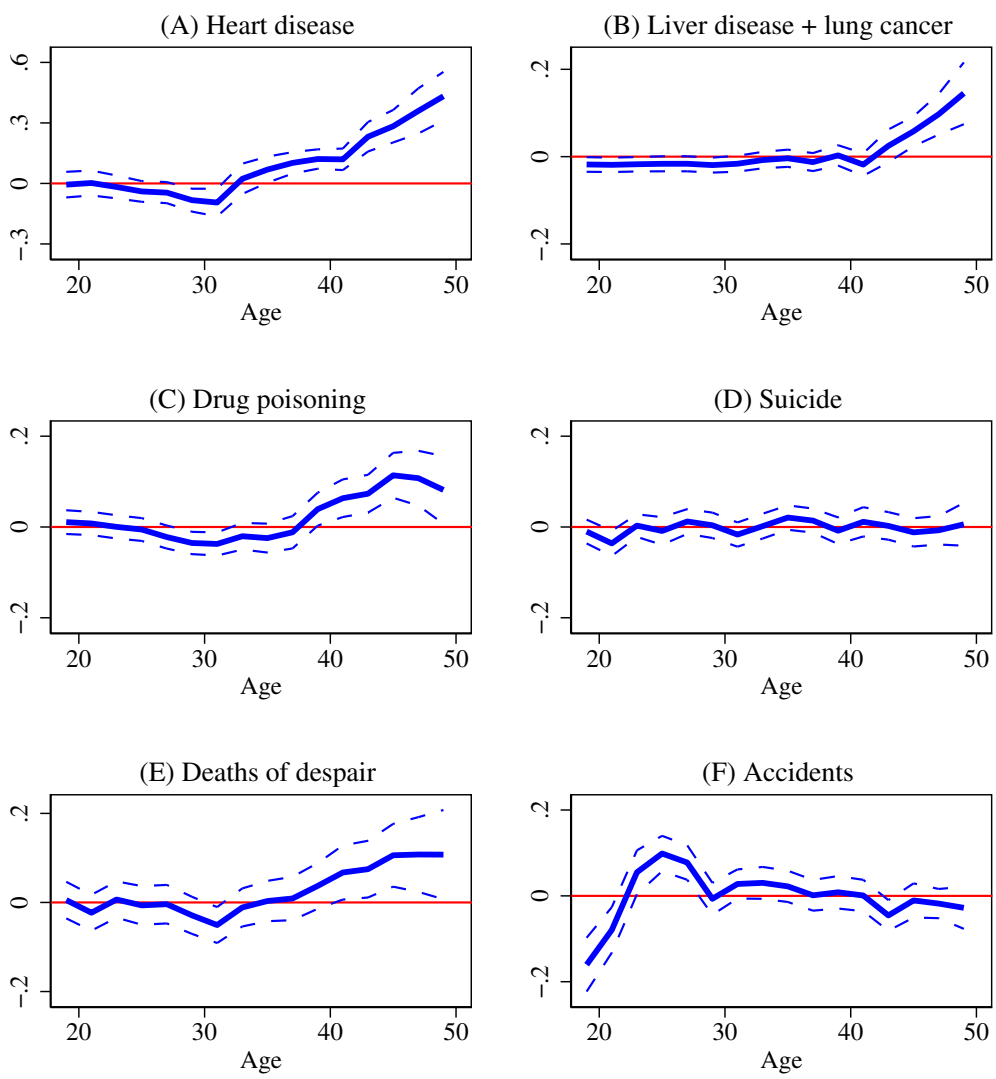 (A) Heart disease
.6
.3
0
−.3
20 30 40 50
Age
(B) Liver disease + lung cancer
.2
0
−.2
20 30 40 50
Age
(C) Drug poisoning
.2
0
−.2
20 30 40 50
Age
(D) Suicide
.2
0
−.2
20 30 40 50
Age
(E) Deaths of despair
.2
0
−.2
20 30 40 50
Age
(F) Accidents
.2
0
−.2
20 30 40 50
Age